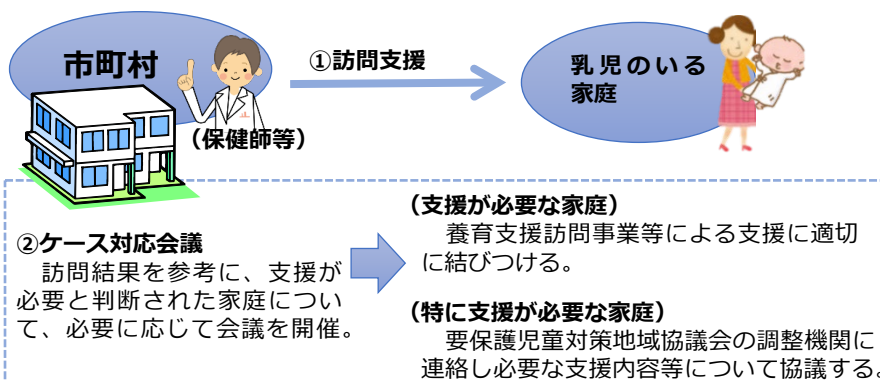 市町村
①訪問支援
乳児のいる
家庭
(保健師等)
②ケース対応会議
訪問結果を参考に、支援が
必要と判断された家庭につい
て、必要に応じて会議を開催。
(支援が必要な家庭)
養育支援訪問事業等による支援に適切
に結びつける。
(特に支援が必要な家庭)
要保護児童対策地域協議会の調整機関に
連絡し必要な支援内容等について協議する。